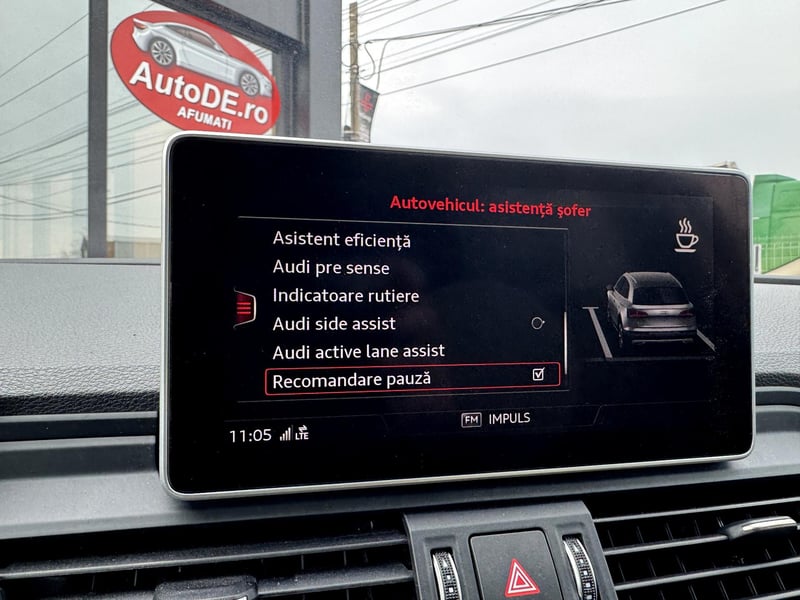 AutoDE.ro
AFUMATI
Autovehicul: asistență șofer
Asistent eficiență
Audi pre sense
Indicatoare rutiere
Audi side assist
Audi active lane assist
Recomandare pauză
FM IMPULS
11:05 LTE